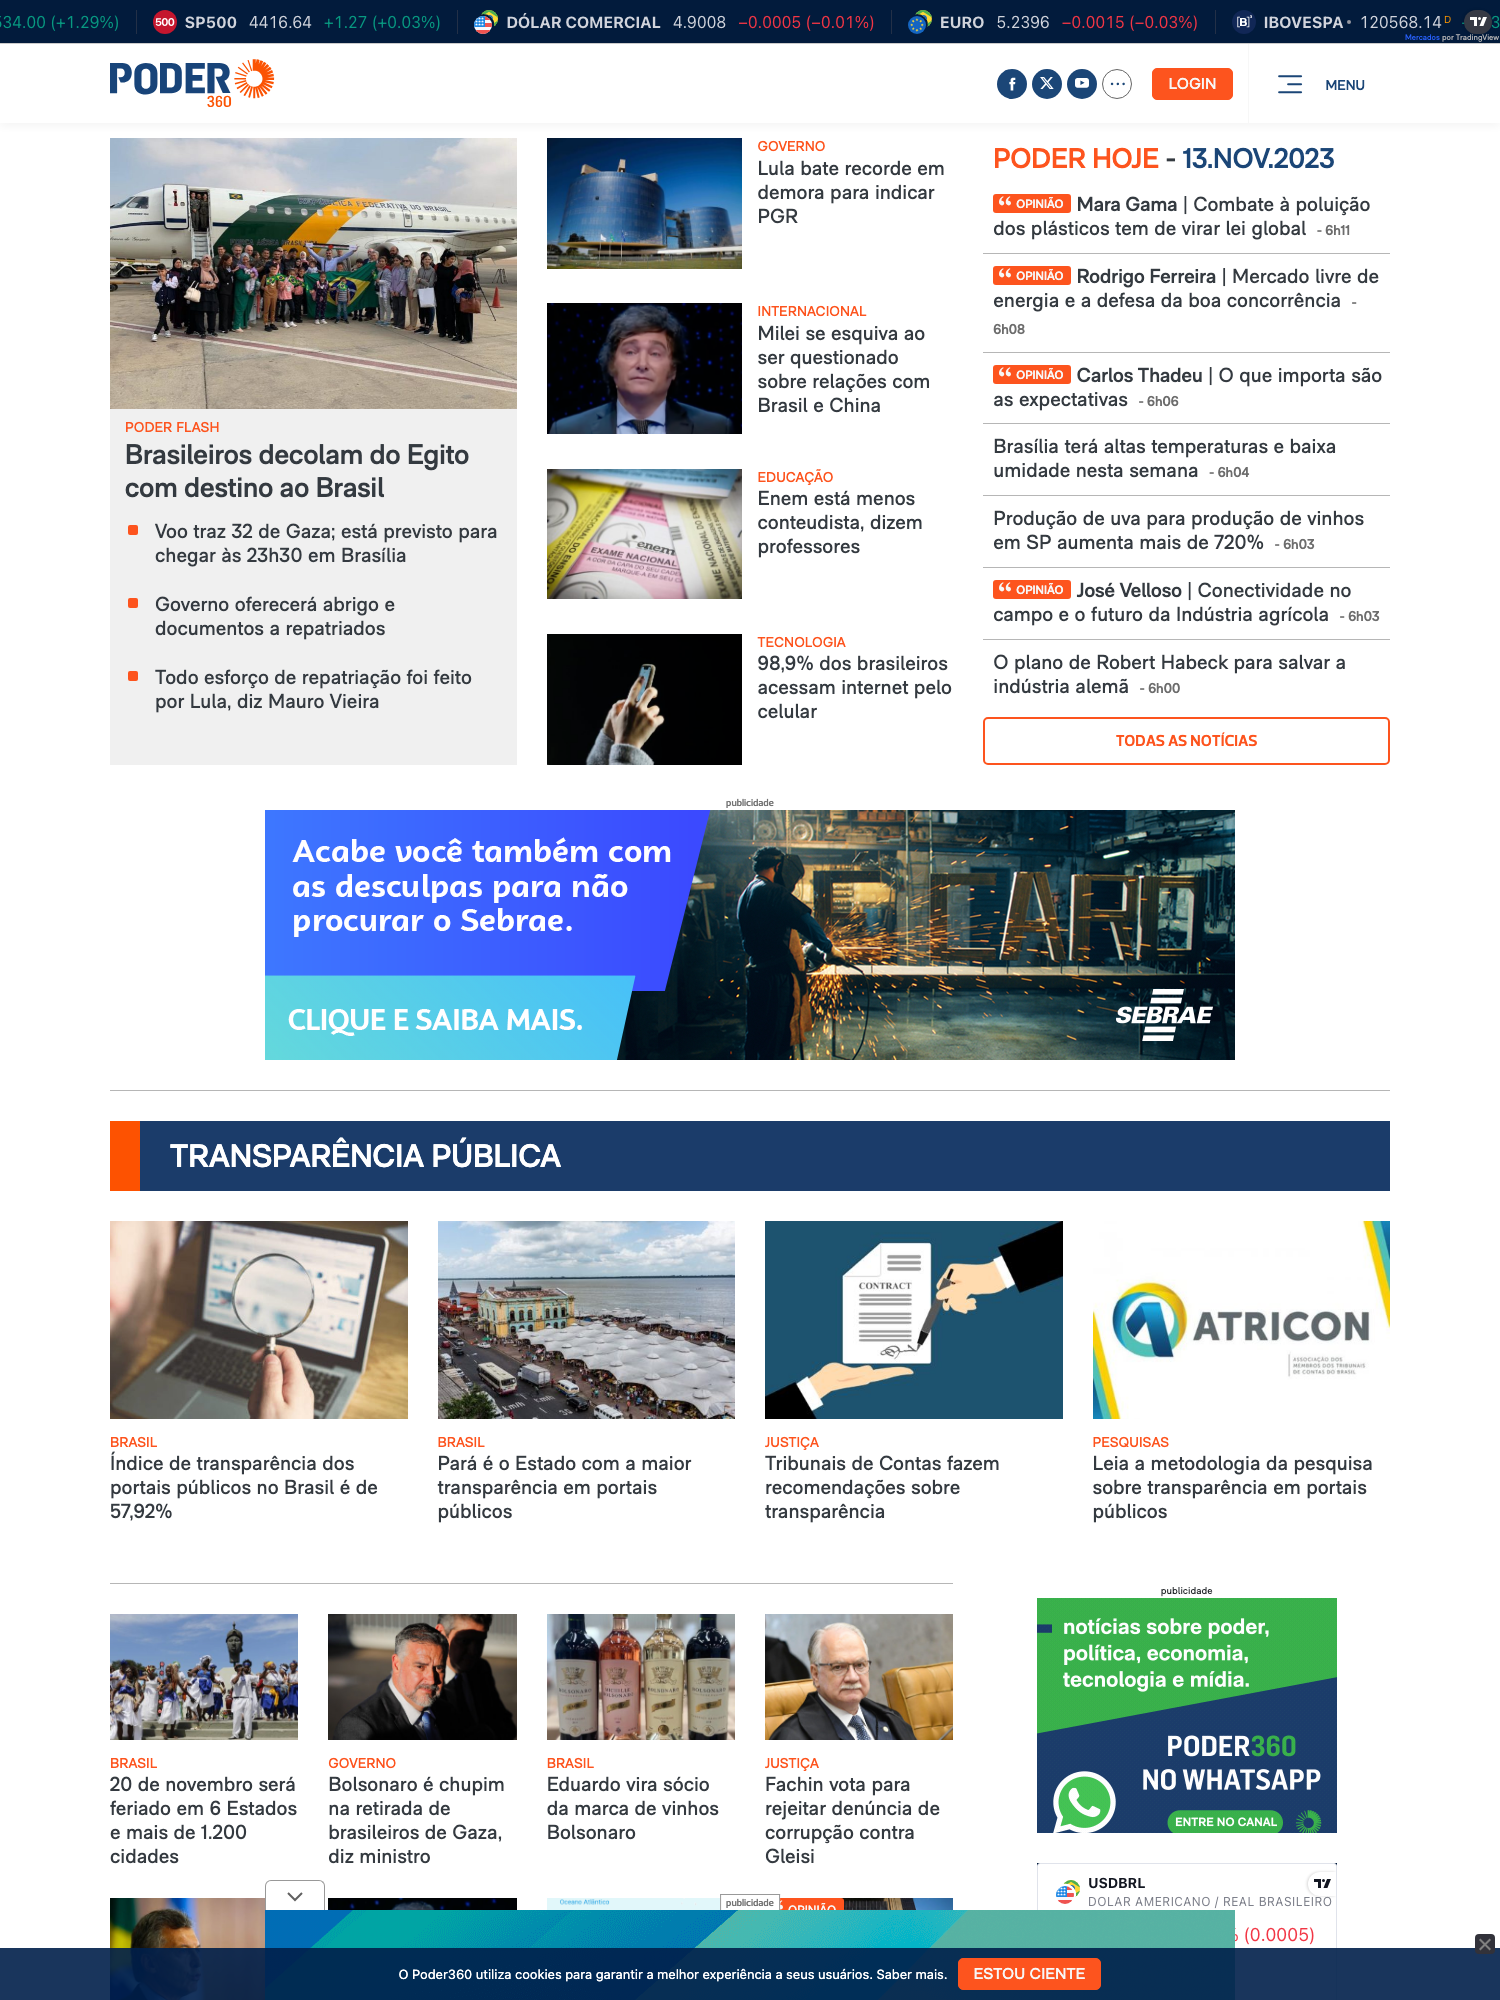 534.00 (+1.29%)
500 SP500 4416.64 +1.27 (+0.03%)
DÓLAR COMERCIAL 4.9008 −0.0005 (−0.01%)
EURO 5.2396 −0.0015 (−0.03%)
IBOVESPA 120568.14 D
Mercados por TradingView
PODER
360
LOGIN
MENU
PODER FLASH
Brasileiros decolam do Egito
com destino ao Brasil
Voo traz 32 de Gaza; está previsto para
chegar às 23h30 em Brasília
Governo oferecerá abrigo e
documentos a repatriados
Todo esforço de repatriação foi feito
por Lula, diz Mauro Vieira
GOVERNO
Lula bate recorde em
demora para indicar
PGR
INTERNACIONAL
Milei se esquiva ao
ser questionado
sobre relações com
Brasil e China
enem
EXAME NACIONAL
EDUCAÇÃO
Enem está menos
conteudista, dizem
professores
TECNOLOGIA
98,9% dos brasileiros
acessam internet pelo
celular
PODER HOJE - 13.NOV.2023
OPINIÃO Mara Gama | Combate à poluição
dos plásticos tem de virar lei global - 6h11
OPINIÃO Rodrigo Ferreira | Mercado livre de
energia e a defesa da boa concorrência -
6h08
OPINIÃO Carlos Thadeu | O que importa são
as expectativas - 6h06
Brasília terá altas temperaturas e baixa
umidade nesta semana - 6h04
Produção de uva para produção de vinhos
em SP aumenta mais de 720% - 6h03
OPINIÃO José Velloso | Conectividade no
campo e o futuro da Indústria agrícola - 6h03
O plano de Robert Habeck para salvar a
indústria alemã - 6h00
TODAS AS NOTÍCIAS
publicidade
Acabe você também com
as desculpas para não
procurar o Sebrae.
CLIQUE E SAIBA MAIS.
SEBRAE
TRANSPARÊNCIA PÚBLICA
BRASIL
Índice de transparência dos
portais públicos no Brasil é de
57,92%
BRASIL
Pará é o Estado com a maior
transparência em portais
públicos
CONTRACT
JUSTIÇA
Tribunais de Contas fazem
recomendações sobre
transparência
ATRICON
ASSOCIAÇÃO DOS
MEMBROS DOS TRIBUNAIS
DE CONTAS DO BRASIL
PESQUISAS
Leia a metodologia da pesquisa
sobre transparência em portais
públicos
BRASIL
20 de novembro será
feriado em 6 Estados
e mais de 1.200
cidades
GOVERNO
Bolsonaro é chupim
na retirada de
brasileiros de Gaza,
diz ministro
BRASIL
Eduardo vira sócio
da marca de vinhos
Bolsonaro
JUSTIÇA
Fachin vota para
rejeitar denúncia de
corrupção contra
Gleisi
publicidade
notícias sobre poder,
política, economia,
tecnologia e mídia.
PODER360
NO WHATSAPP
ENTRE NO CANAL
USDBRL
DOLAR AMERICANO / REAL BRASILEIRO
(0.0005)
Oceano Atlântico
publicidade
OPINIÃO
O Poder360 utiliza cookies para garantir a melhor experiência a seus usuários. Saber mais.
ESTOU CIENTE